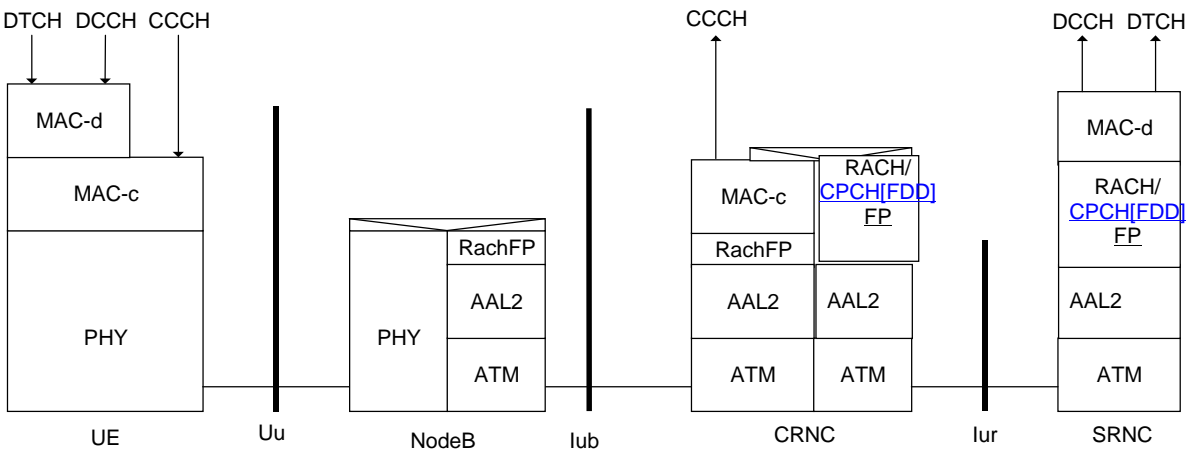 DTCH DCCH CCCH
CCCH
DCCH DTCH
MAC-d
MAC-c
PHY
UE
Uu
RachFP
PHY
AAL2
ATM
NodeB
Iub
MAC-c
RACH/
CPCH[FDD]
FP
RachFP
AAL2
AAL2
ATM
ATM
CRNC
Iur
MAC-d
RACH/
CPCH[FDD]
FP
AAL2
ATM
SRNC